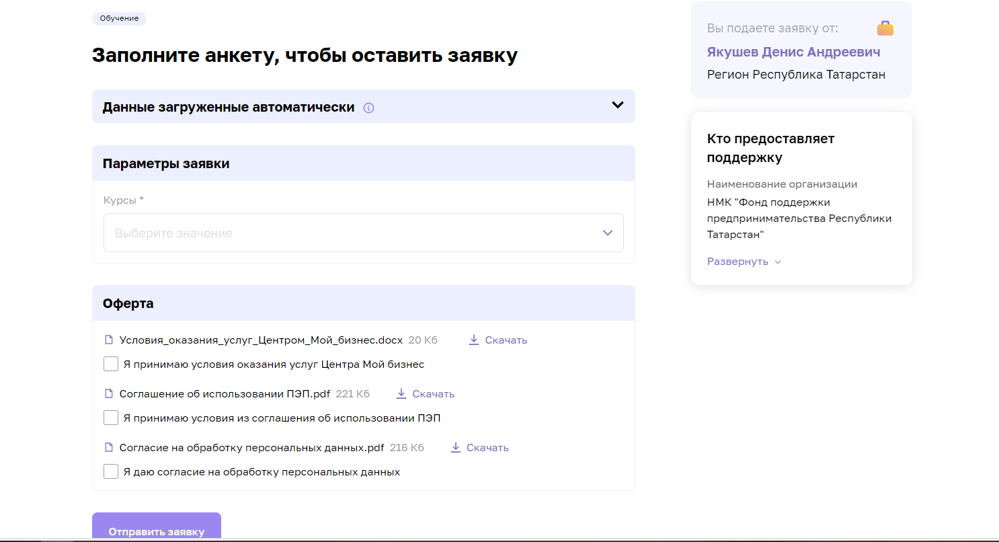 Обучение
Заполните анкету, чтобы оставить заявку
Данные загруженные автоматически
Параметры заявки
Курсы *
Выберите значение
Оферта
Условия_оказания_услуг_Центром_Мой_бизнес.docx 20 Кб Скачать
Я принимаю условия оказания услуг Центра Мой бизнес
Соглашение об использовании ПЭП.pdf 221 Кб Скачать
Я принимаю условия из соглашения об использовании ПЭП
Согласие на обработку персональных данных.pdf 216 Кб Скачать
Я даю согласие на обработку персональных данных
Отправить заявку
Вы подаете заявку от:
Якушев Денис Андреевич
Регион Республика Татарстан
Кто предоставляет
поддержку
Наименование организации
НМК "Фонд поддержки
предпринимательства Республики
Татарстан"
Развернуть